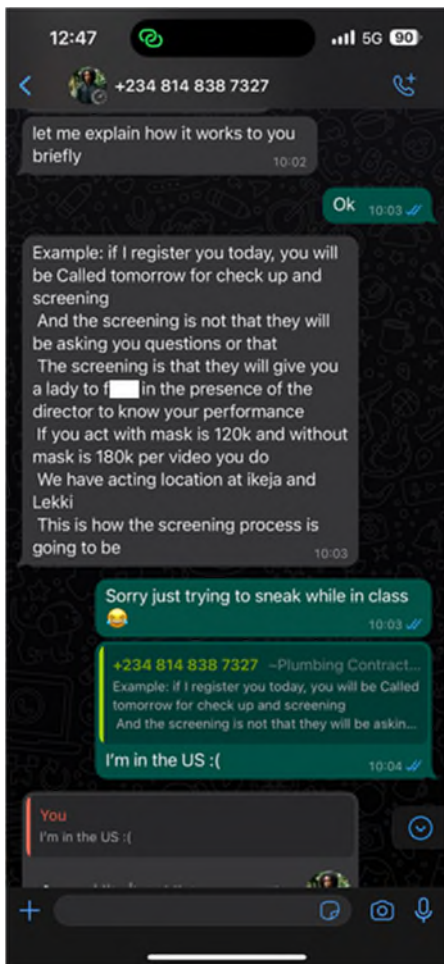 12:47
5G 90
+234 814 838 7327
let me explain how it works to you
briefly
10:02
Ok 10:03
Example: if I register you today, you will
be Called tomorrow for check up and
screening
And the screening is not that they will
be asking you questions or that
The screening is that they will give you
a lady to f in the presence of the
director to know your performance
If you act with mask is 120k and without
mask is 180k per video you do
We have acting location at ikeja and
Lekki
This is how the screening process is
going to be
10:03
Sorry just trying to sneak while in class
😂
10:03
+234 814 838 7327 ~Plumbing Contract...
Example: if I register you today, you will be Called
tomorrow for check up and screening
And the screening is not that they will be askin...
I'm in the US :(
10:04
You
I'm in the US :(